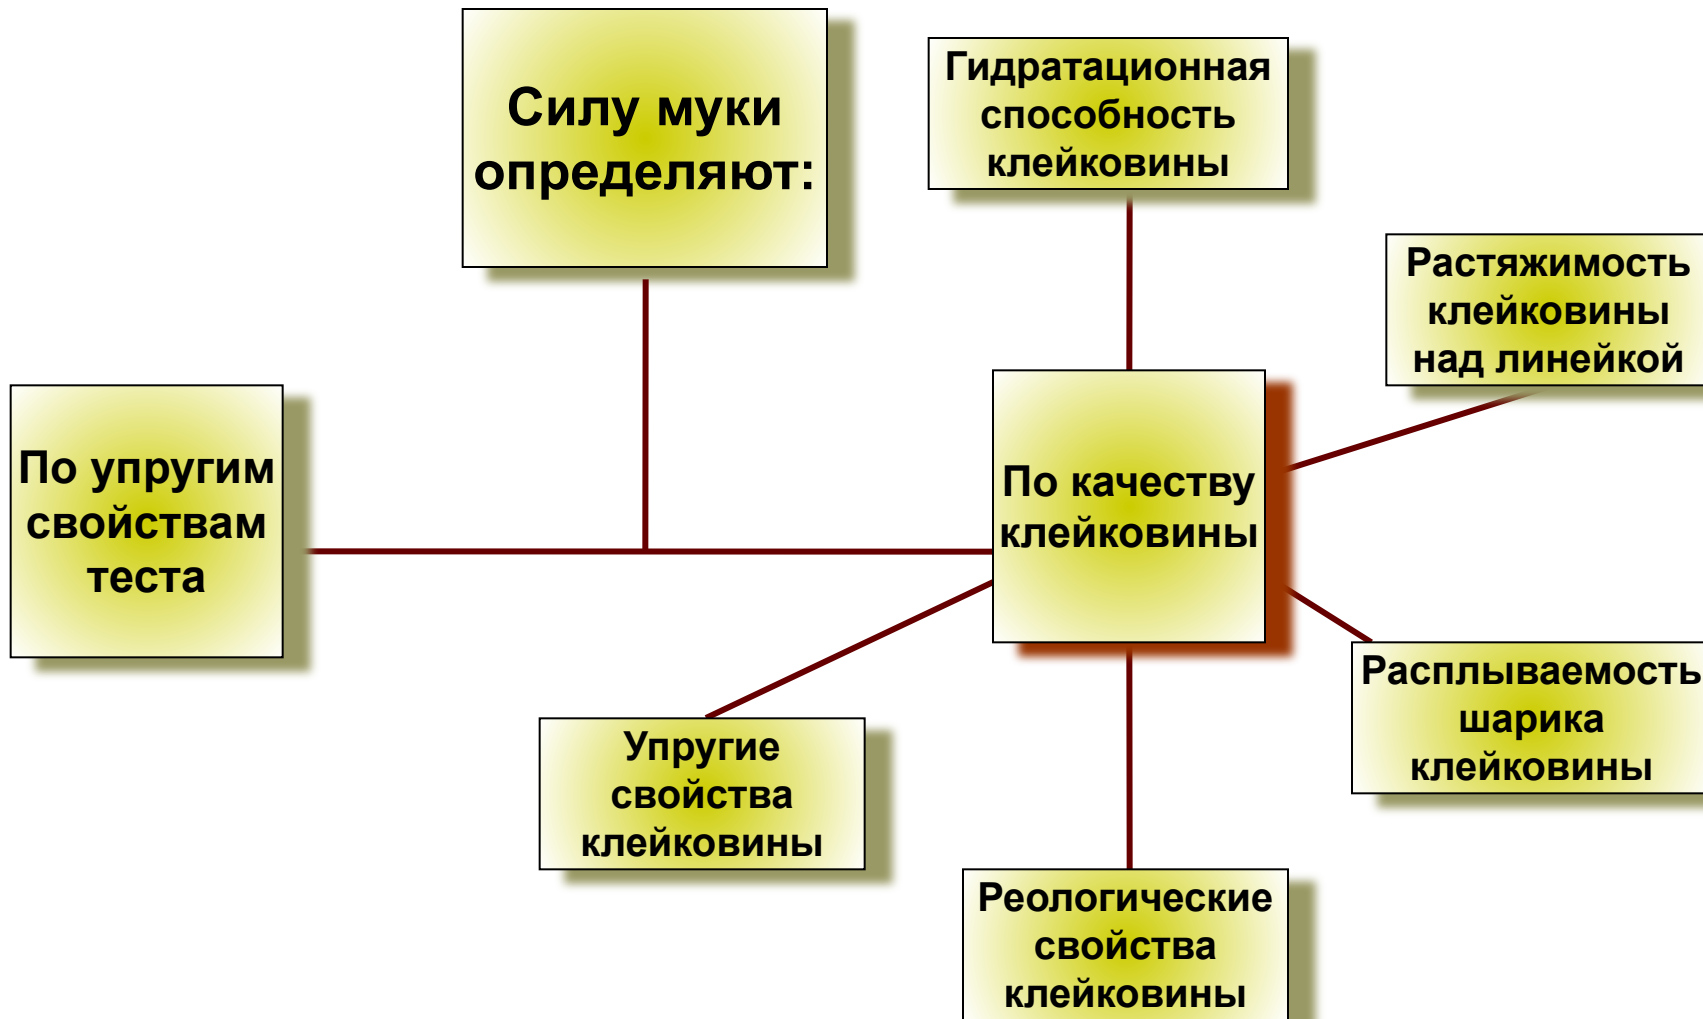 Силу муки
определяют:
Гидратационная
способность
клейковины
Растяжимость
клейковины
над линейкой
По упругим
свойствам
теста
По качеству
клейковины
Расплываемость
шарика
клейковины
Упругие
свойства
клейковины
Реологические
свойства
клейковины